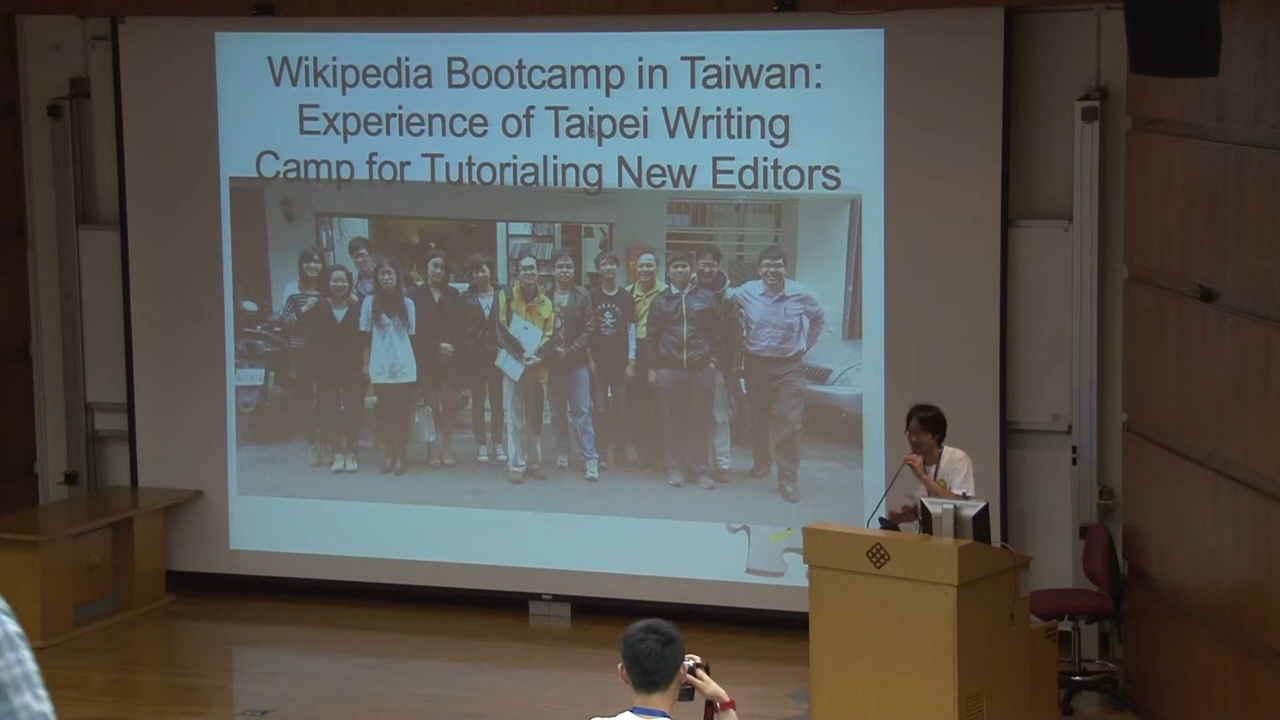 Wikipedia Bootcamp in Taiwan:
Experience of Taipei Writing
Camp for Tutorialing New Editors